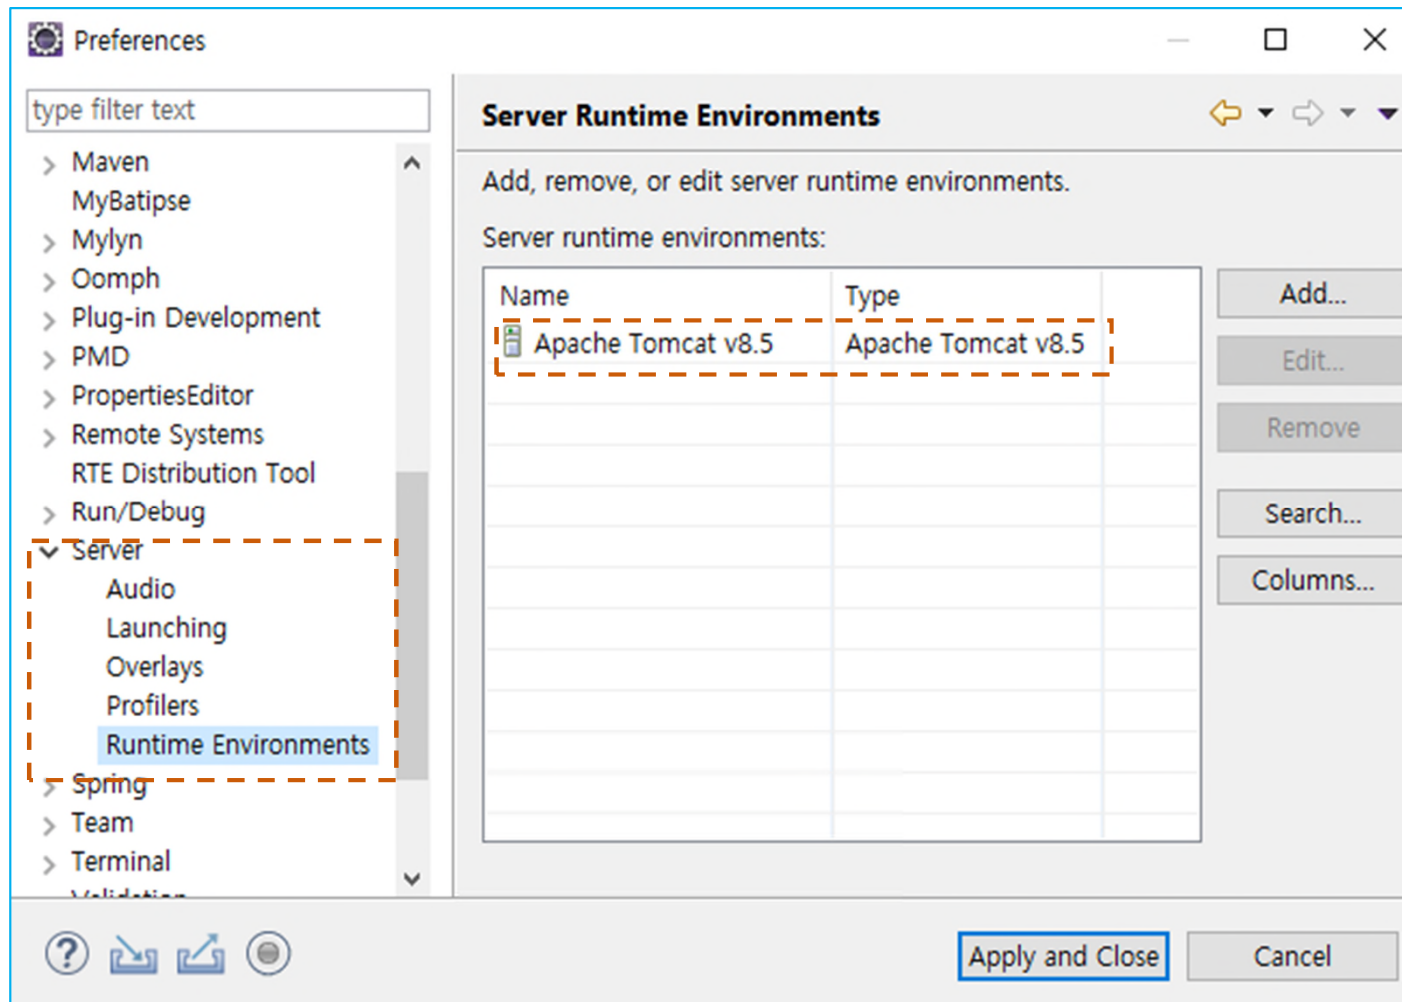 Preferences
type filter text
Maven
MyBatipse
Mylyn
Oomph
Plug-in Development
PMD
PropertiesEditor
Remote Systems
RTE Distribution Tool
Run/Debug
Server
Audio
Launching
Overlays
Profilers
Runtime Environments
Spring
Team
Terminal
Validation
Server Runtime Environments
Add, remove, or edit server runtime environments.
Server runtime environments:
Name Type
Apache Tomcat v8.5 Apache Tomcat v8.5
Add...
Edit...
Remove
Search...
Columns...
Apply and Close Cancel